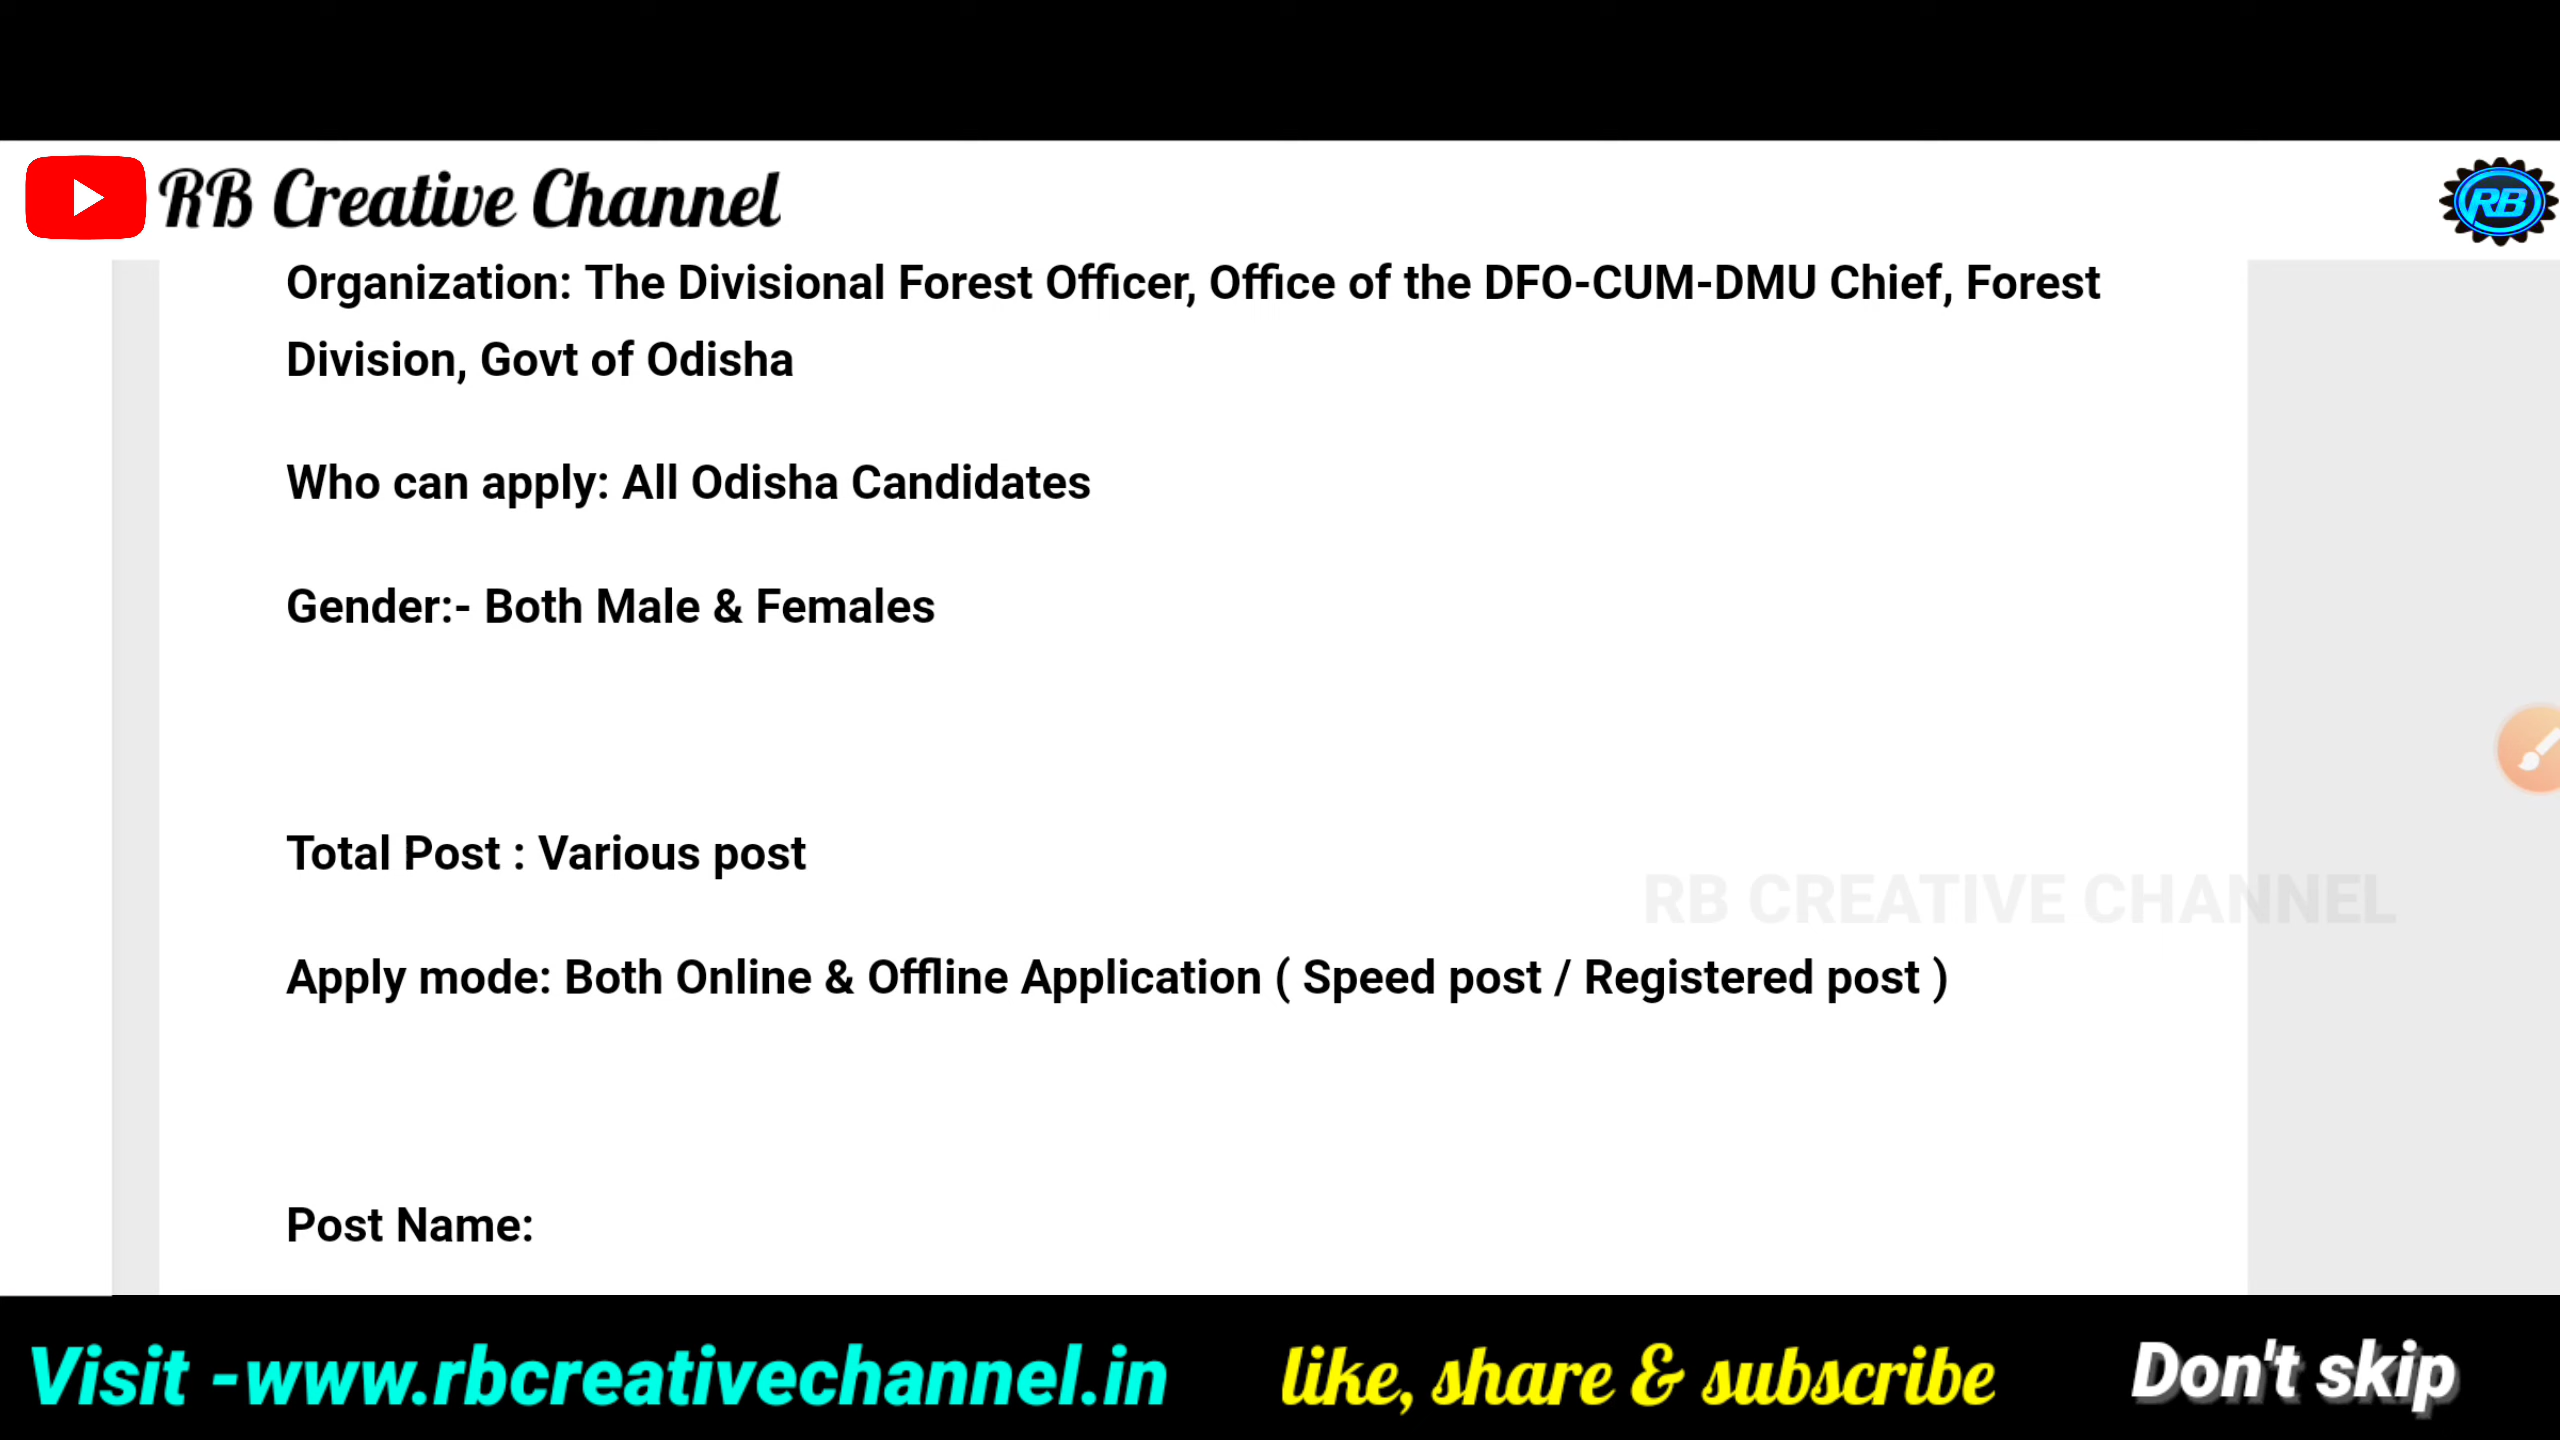 RB Creative Channel
RB
Organization: The Divisional Forest Officer, Office of the DFO-CUM-DMU Chief, Forest
Division, Govt of Odisha
Who can apply: All Odisha Candidates
Gender:- Both Male & Females
Total Post : Various post
RB CREATIVE CHANNEL
Apply mode: Both Online & Offline Application ( Speed post / Registered post )
Post Name:
Visit -www.rbcreativechannel.in
like, share & subscribe
Don't skip